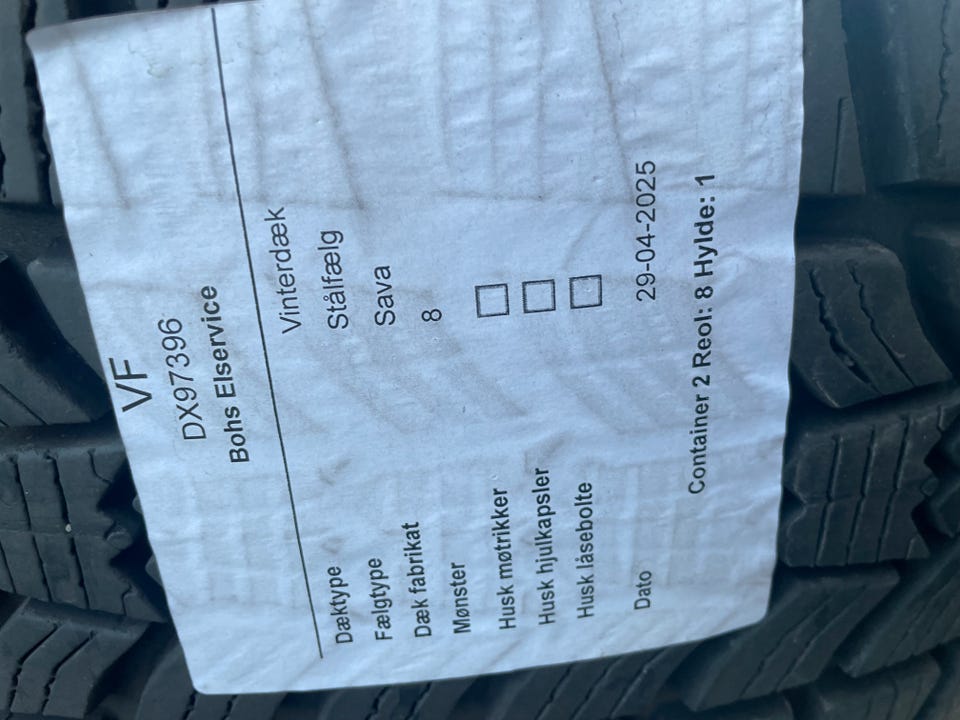 VF
DX97396
Bohs Elservice
Dæktype Vinterdæk
Fælgtype Stålfælg
Dæk fabrikat Sava
Mønster 8
Husk møtrikker
Husk hjulkapsler
Husk låsebolte
Dato 29-04-2025
Container 2 Reol: 8 Hylde: 1